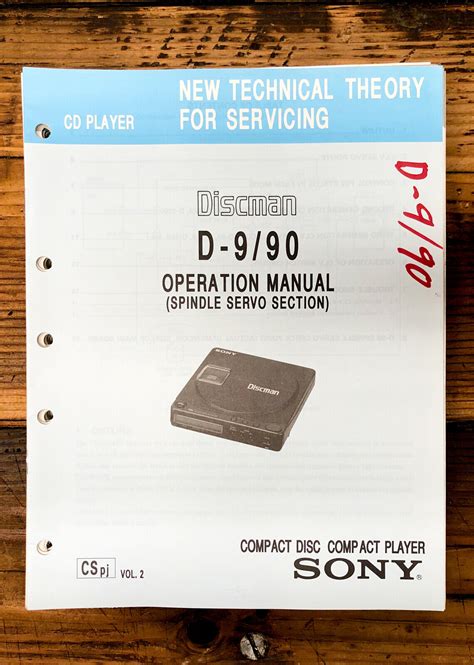 NEW TECHNICAL THEORY
CD PLAYER FOR SERVICING
Discman
D-9/90
OPERATION MANUAL
(SPINDLE SERVO SECTION)
D-9/90
SONY
Discman
COMPACT DISC COMPACT PLAYER
CSpj VOL. 2 SONY®